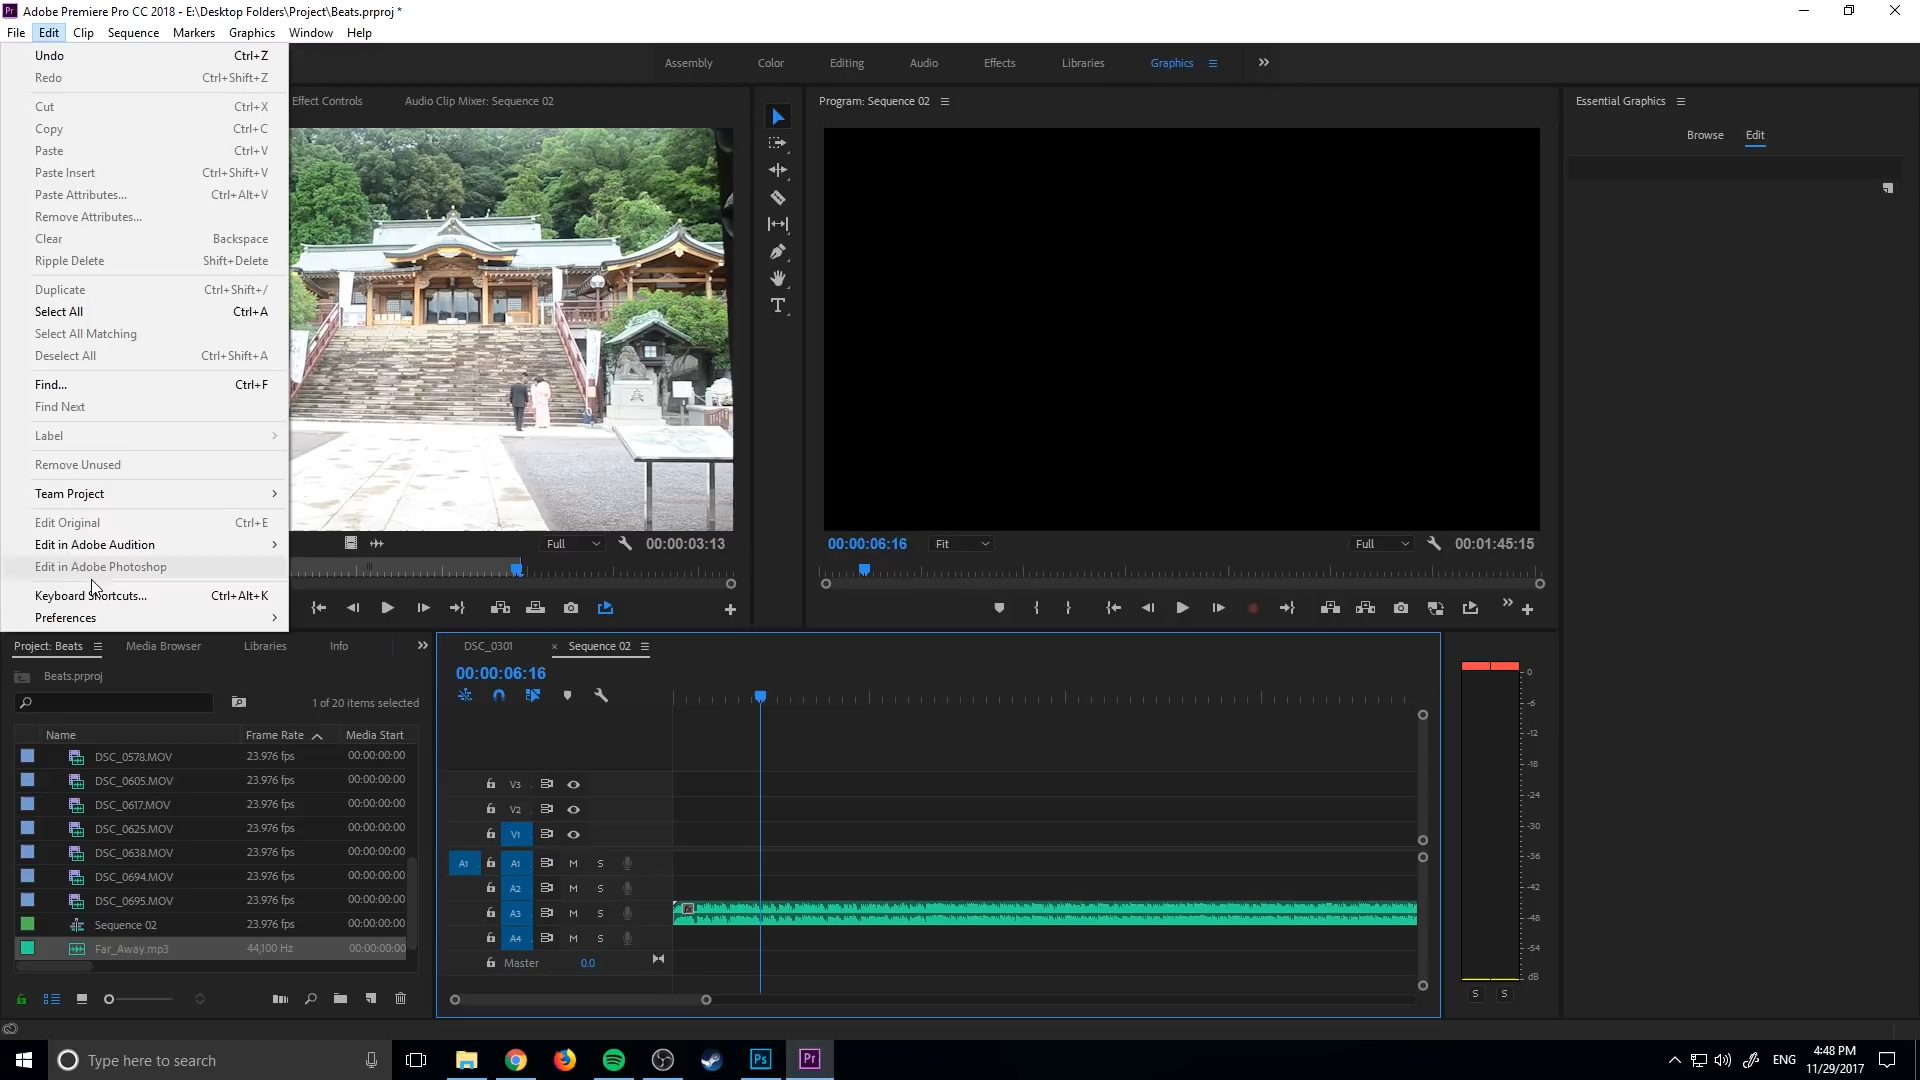 Adobe Premiere Pro CC 2018 - E:\Desktop Folders\Project\Beats.prproj *
File Edit Clip Sequence Markers Graphics Window Help
Undo Ctrl+Z
Redo Ctrl+Shift+Z
Cut Ctrl+X
Copy Ctrl+C
Paste Ctrl+V
Paste Insert Ctrl+Shift+V
Paste Attributes... Ctrl+Alt+V
Remove Attributes...
Clear Backspace
Ripple Delete Shift+Delete
Duplicate Ctrl+Shift+/
Select All Ctrl+A
Select All Matching
Deselect All Ctrl+Shift+A
Find... Ctrl+F
Find Next
Label
Remove Unused
Team Project
Edit Original Ctrl+E
Edit in Adobe Audition
Edit in Adobe Photoshop
Keyboard Shortcuts... Ctrl+Alt+K
Preferences
Assembly Color Editing Audio Effects Libraries Graphics
Effect Controls Audio Clip Mixer: Sequence 02
Full 00:00:03:13
Program: Sequence 02
00:00:06:16 Fit Full 00:01:45:15
Essential Graphics
Browse Edit
Project: Beats Media Browser Libraries Info
Beats.prproj
1 of 20 items selected
Name Frame Rate Media Start
DSC_0578.MOV 23.976 fps 00:00:00:00
DSC_0605.MOV 23.976 fps 00:00:00:00
DSC_0617.MOV 23.976 fps 00:00:00:00
DSC_0625.MOV 23.976 fps 00:00:00:00
DSC_0638.MOV 23.976 fps 00:00:00:00
DSC_0694.MOV 23.976 fps 00:00:00:00
DSC_0695.MOV 23.976 fps 00:00:00:00
Sequence 02 23.976 fps 00:00:00:00
Far_Away.mp3 44,100 Hz 00:00:00:00
DSC_0301 × Sequence 02
00:00:06:16
V3
V2
V1
A1 A1 M S
A2 M S
A3 M S
A4 M S
Master 0.0
fx
0
-6
-12
-18
-24
-30
-36
-42
-48
-54
dB
S S
Type here to search
Ps Pr
ENG
4:48 PM
11/29/2017